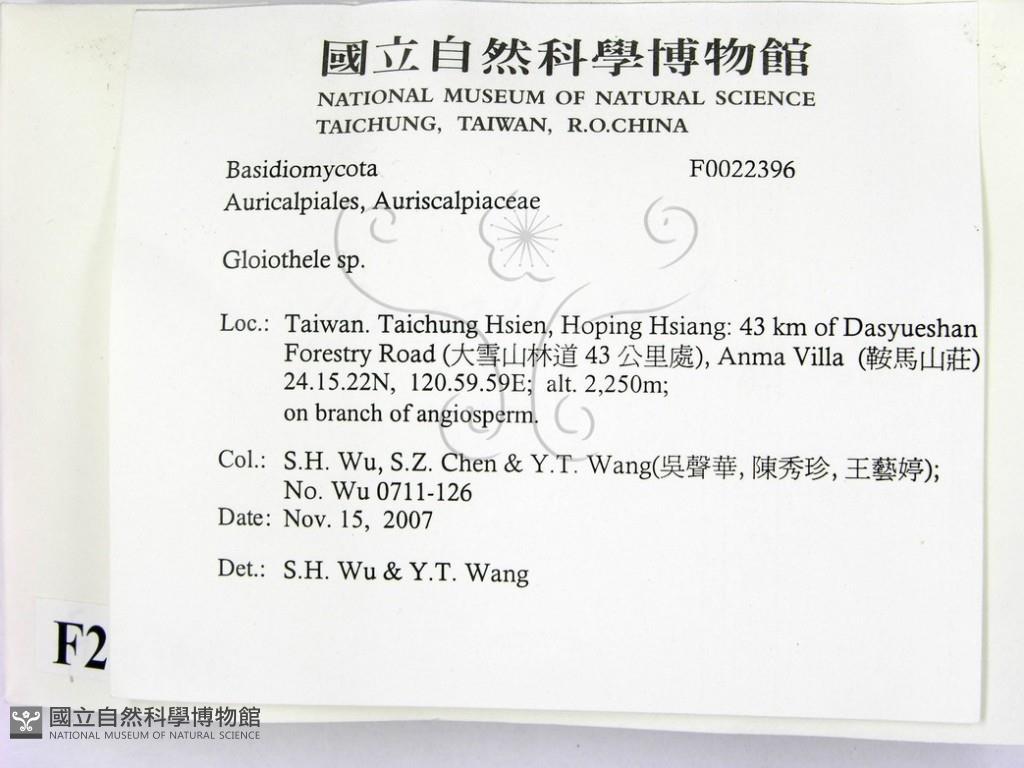 國立自然科學博物館
NATIONAL MUSEUM OF NATURAL SCIENCE
TAICHUNG, TAIWAN, R.O.CHINA
Basidiomycota F0022396
Auricalpiales, Auriscalpiaceae
Gloiothele sp.
Loc.: Taiwan. Taichung Hsien, Hoping Hsiang: 43 km of Dasyueshan
Forestry Road (大雪山林道 43 公里處), Anma Villa (鞍馬山莊)
24.15.22N, 120.59.59E; alt. 2,250m;
on branch of angiosperm.
Col.: S.H. Wu, S.Z. Chen & Y.T. Wang(吳聲華, 陳秀珍, 王藝婷);
No. Wu 0711-126
Date: Nov. 15, 2007
Det.: S.H. Wu & Y.T. Wang
F2
國立自然科學博物館
NATIONAL MUSEUM OF NATURAL SCIENCE